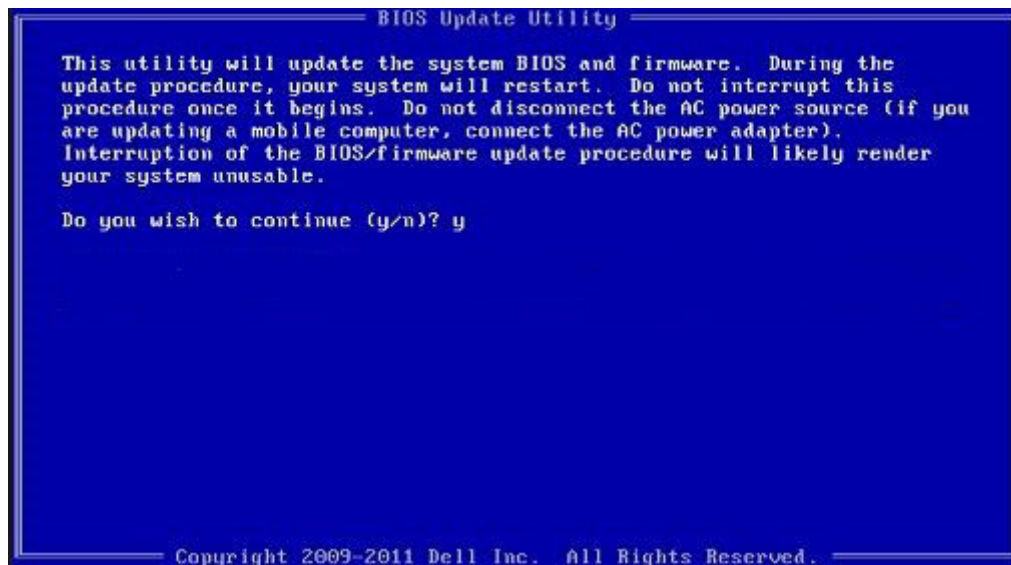 BIOS Update Utility
This utility will update the system BIOS and firmware.  During the
update procedure, your system will restart.  Do not interrupt this
procedure once it begins.  Do not disconnect the AC power source (if you
are updating a mobile computer, connect the AC power adapter).
Interruption of the BIOS/firmware update procedure will likely render
your system unusable.
Do you wish to continue (y/n)? y
Copyright 2009-2011 Dell Inc.  All Rights Reserved.